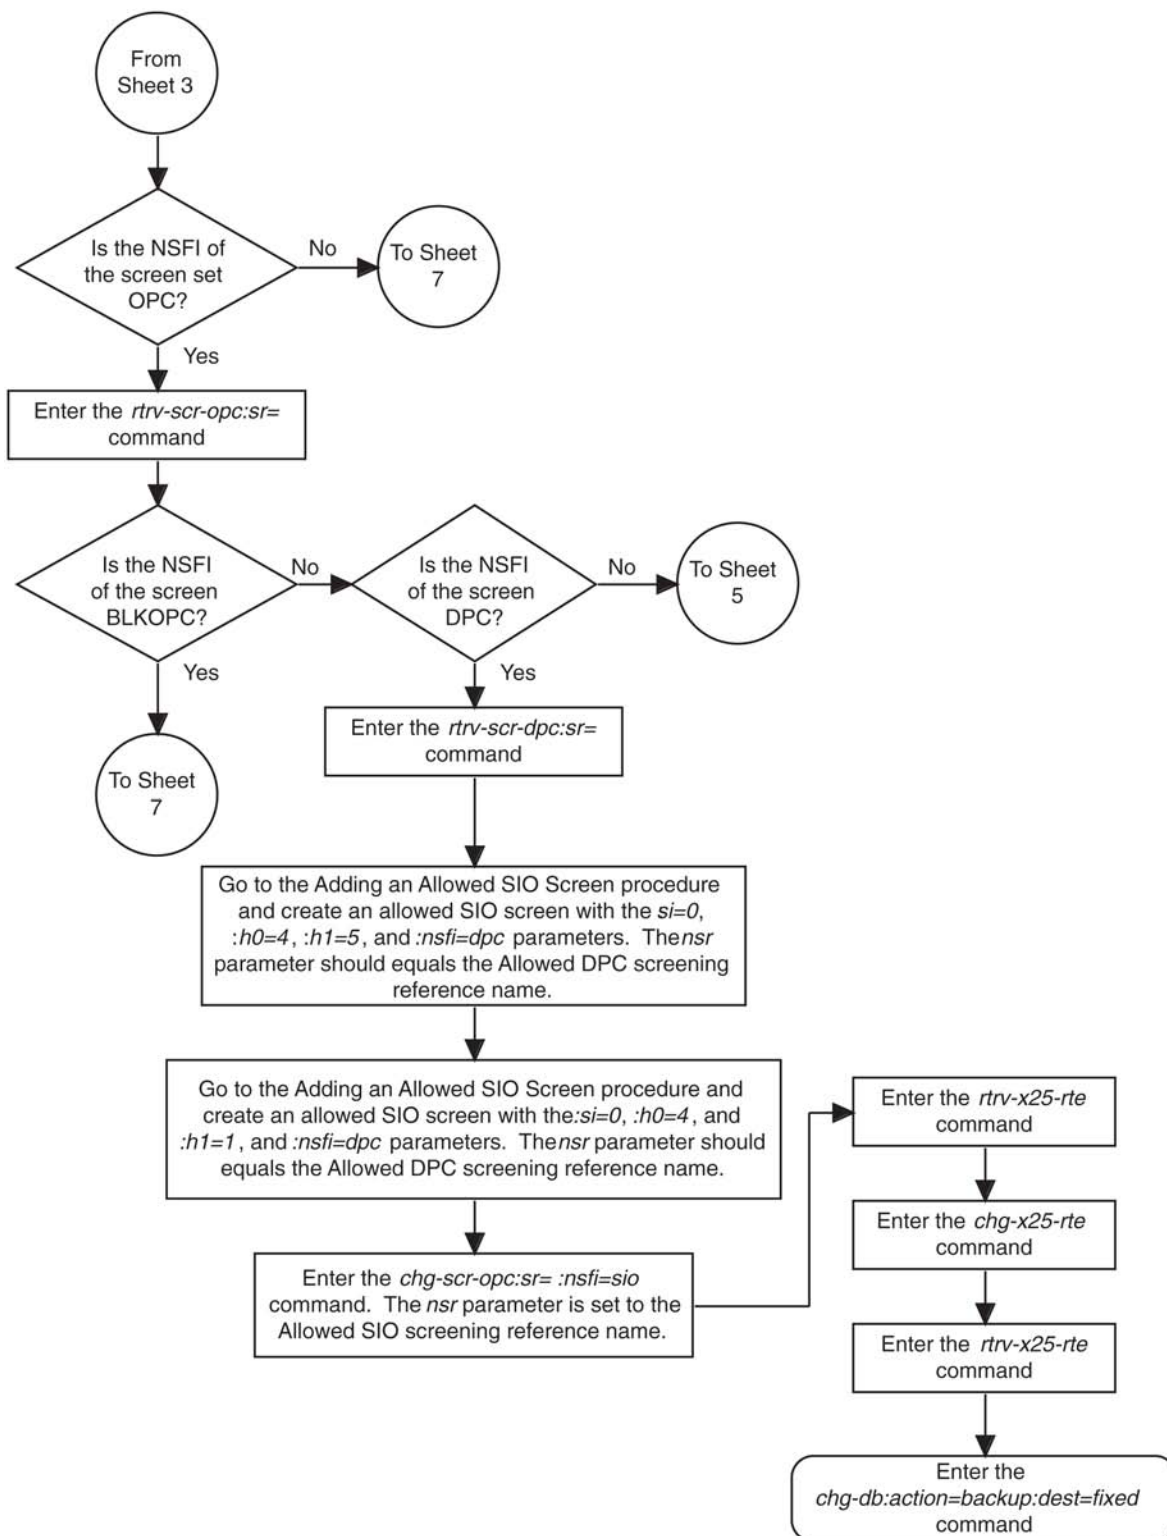 From
Sheet 3
Is the NSFI of
the screen set
OPC?
No
To Sheet
7
Yes
Enter the rtrv-scr-opc:sr=
command
Is the NSFI
of the screen
BLKOPC?
No
Is the NSFI
of the screen
DPC?
No
To Sheet
5
Yes
Yes
To Sheet
7
Enter the rtrv-scr-dpc:sr=
command
Go to the Adding an Allowed SIO Screen procedure
and create an allowed SIO screen with the si=0,
:h0=4, :h1=5, and :nsfi=dpc parameters. Thensr
parameter should equals the Allowed DPC screening
reference name.
Go to the Adding an Allowed SIO Screen procedure and
create an allowed SIO screen with the:si=0, :h0=4, and
:h1=1, and :nsfi=dpc parameters. Thensr parameter should
equals the Allowed DPC screening reference name.
Enter the chg-scr-opc:sr= :nsfi=sio
command. The nsr parameter is set to the
Allowed SIO screening reference name.
Enter the rtrv-x25-rte
command
Enter the chg-x25-rte
command
Enter the rtrv-x25-rte
command
Enter the
chg-db:action=backup:dest=fixed
command